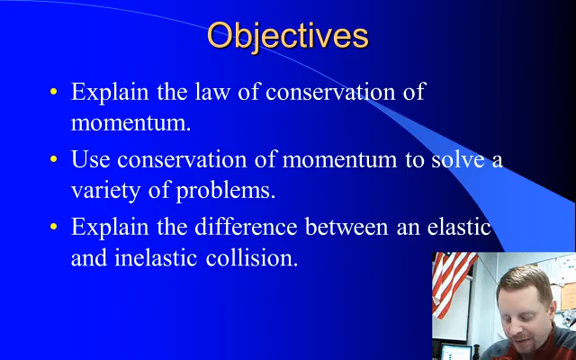 Objectives
• Explain the law of conservation of
momentum.
• Use conservation of momentum to solve a
variety of problems.
• Explain the difference between an elastic
and inelastic collision.